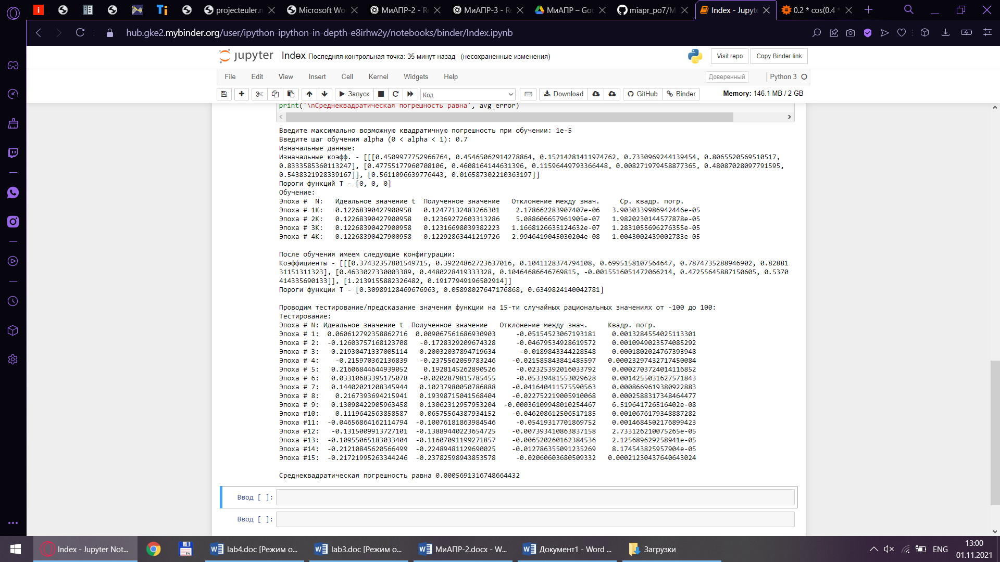 projecteuler.n
Microsoft Wo
МиАПР-2 - R
МиАПР-3 - R
МиАПР – Goo
miapr_po7/M
Index - Jupyte
0.2 * cos(0.4 *
hub.gke2.mybinder.org/user/ipython-ipython-in-depth-e8irhw2y/notebooks/binder/Index.ipynb
jupyter Index Последняя контрольная точка: 35 минут назад (несохраненные изменения)
Visit repo
Copy Binder link
File Edit View Insert Cell Kernel Widgets Help
Доверенный
Python 3
Запуск
Код
Download
GitHub
Binder
Memory: 146.1 MB / 2 GB
print('\nСреднеквадратическая погрешность равна', avg_error)
Введите максимально возможную квадратичную погрешность при обучении: 1e-5
Введите шаг обучения alpha (0 < alpha < 1): 0.7
Изначальные данные:
Изначальные коэфф. - [[[0.4509977752966764, 0.45465062914278864, 0.15214281411974762, 0.7330969244139454, 0.8065520569510517,
0.8333585360113247], [0.47755177960708106, 0.4608164144631396, 0.11596449793366448, 0.008271979458877365, 0.48087028097791595,
0.5438321928339167]], [0.5611096639776443, 0.016587302210363197]]
Пороги функций T - [0, 0, 0]
Обучение:
Эпоха # N: Идеальное значение t Полученное значение Отклонение между знач. Ср. квадр. погр.
Эпоха # 1K: 0.12268390427900958 0.12477132483266301 2.178662283907407e-06 3.9030339986942446e-05
Эпоха # 2K: 0.12268390427900958 0.12369272603313286 5.088606657961905e-07 1.9820230144577878e-05
Эпоха # 3K: 0.12268390427900958 0.12316698039382223 1.1668126635124632e-07 1.2831055696276355e-05
Эпоха # 4K: 0.12268390427900958 0.12292863441219726 2.9946419045030204e-08 1.0043002439002783e-05
После обучения имеем следующие конфигурации:
Коэффициенты - [[[0.37432357801549715, 0.39224862723637016, 0.1041128374794108, 0.6995158107564647, 0.7874735288946902, 0.82881
31151311323], [0.4633027330003389, 0.4480228419333328, 0.10464686646769815, -0.0015516051472066214, 0.47255645887150605, 0.5370
414335690133]], [1.2139155882326482, 0.19177949196502914]]
Пороги функции T - [0.30989128469676963, 0.05898027647176868, 0.6349824140042781]
Проводим тестирование/предсказание значения функции на 15-ти случайных рациональных значениях от -100 до 100:
Тестирование:
Эпоха # N: Идеальное значение t Полученное значение Отклонение между знач. Квадр. погр.
Эпоха # 1: 0.060612792358862716 0.009067561686930903 -0.05154523067193181 0.0013284554025113301
Эпоха # 2: -0.12603757168123708 -0.1728329209674328 -0.04679534928619572 0.0010949023574085292
Эпоха # 3: 0.21930471337005114 0.20032037894719634 -0.0189843344228548 0.0001802024767393948
Эпоха # 4: -0.215970362136839 -0.2375562059783246 -0.021585843841485597 0.00023297432717450084
Эпоха # 5: 0.21606844644939052 0.1928145262890526 -0.02325392016033792 0.0002703724014116852
Эпоха # 6: 0.03310683395175078 -0.0202879815785455 -0.05339481553029628 0.0014255031627571843
Эпоха # 7: 0.14402021208345944 0.10237980050786888 -0.041640411575590563 0.0008669619380922883
Эпоха # 8: 0.2167393694215941 0.19398715041568404 -0.022752219005910068 0.0002588317348464477
Эпоха # 9: 0.13098422905963458 0.13062312957953204 -0.00036109948010254467 6.519641726516402e-08
Эпоха #10: 0.1119642563858587 0.06575564387934152 -0.046208612506517185 0.0010676179348887282
Эпоха #11: -0.04656864162114794 -0.10076181863984546 -0.05419317701869752 0.0014684502176899423
Эпоха #12: -0.1315009913727101 -0.13889440223654725 -0.007393410863837158 2.733126210075265e-05
Эпоха #13: -0.10955065183033404 -0.11607091199271857 -0.006520260162384536 2.125689629258941e-05
Эпоха #14: -0.21210845620566499 -0.22489481129690025 -0.012786355091235269 8.174543825957904e-05
Эпоха #15: -0.21721995263344246 -0.23782598943853578 -0.02060603680509332 0.00021230437640643024
Среднеквадратическая погрешность равна 0.0005691316748664432
Ввод [ ]:
Ввод [ ]:
Index - Jupyter Not...
lab4.doc [Режим о...
lab3.doc [Режим о...
МиАПР-2.docx - W...
Документ1 - Word ...
Загрузки
ENG
13:00
01.11.2021